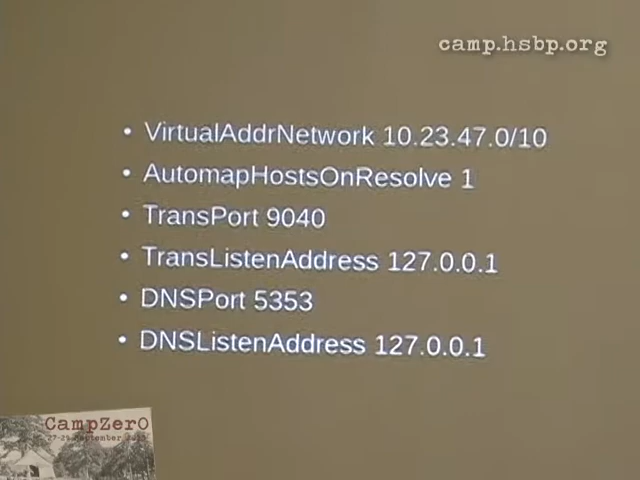 camp.hsbp.org
• VirtualAddrNetwork 10.23.47.0/10
• AutomapHostsOnResolve 1
• TransPort 9040
• TransListenAddress 127.0.0.1
• DNSPort 5353
• DNSListenAddress 127.0.0.1
CampZer0